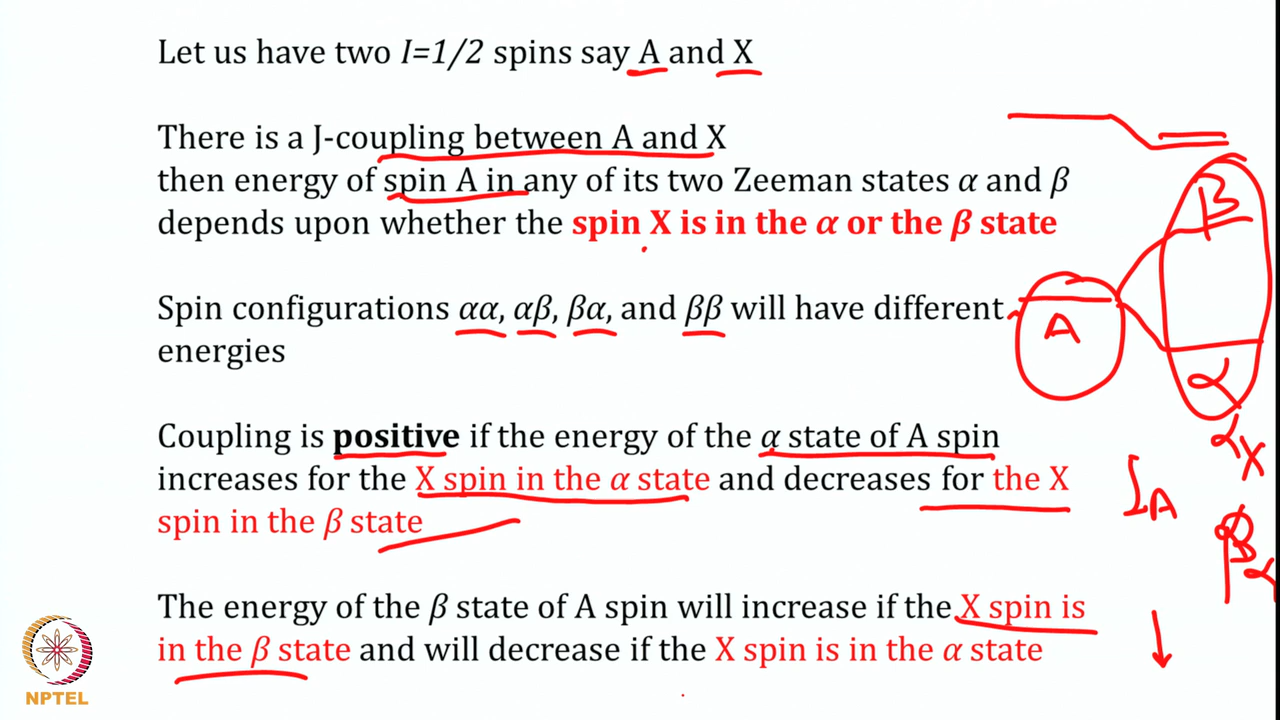 Let us have two I=1/2 spins say A and X
There is a J-coupling between A and X
then energy of spin A in any of its two Zeeman states α and β
depends upon whether the spin X is in the α or the β state
Spin configurations αα, αβ, βα, and ββ will have different
energies
Coupling is positive if the energy of the α state of A spin
increases for the X spin in the α state and decreases for the X
spin in the β state
The energy of the β state of A spin will increase if the X spin is
in the β state and will decrease if the X spin is in the α state
β
A
α
αX
IA
β
α
NPTEL